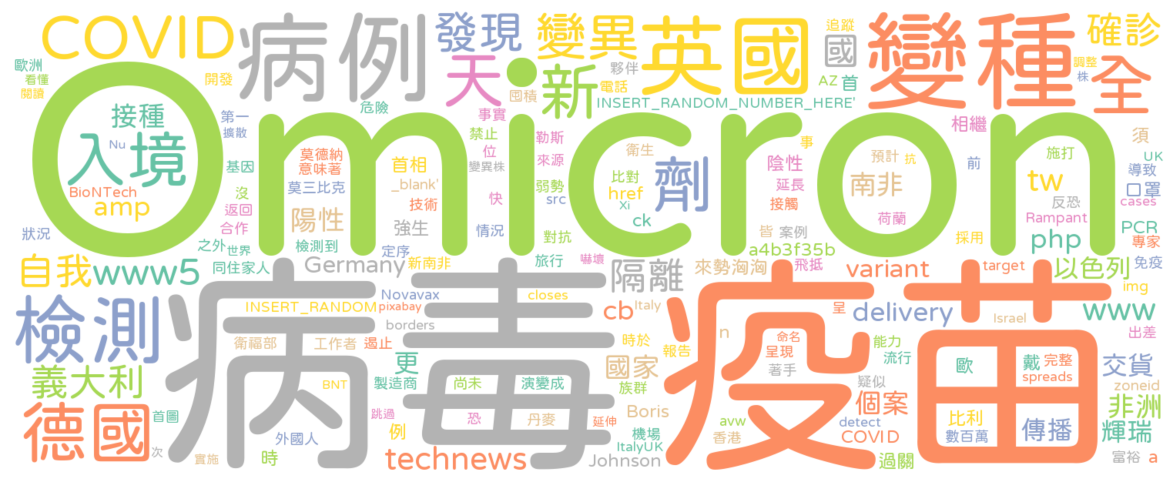 COVID
病例
發現
變異
英國
追蹤
國
變種
確診
歐洲
看懂
閱讀
開發
天
新
夥伴
電話
AZ
首
調整
株
全
Omicron
接種
第一
擴散
危險
事實
囤積
INSERT_RANDOM_NUMBER_HERE'
入境
Nu
BioNTech
amp
基因
沒
返回
合作
莫德納
意味著
莫三比克
首相
_blank'
技術
禁止
位
變異株
快
勒斯
來源
弱勢
src
衛生
比對
href
Xi
ck
劑
陰性
延長
接觸
事
預計
抗
南非
荷蘭
相繼
前
tw
施打
須
UK
導致
口罩
cases
狀況
之外
世界
陽性
檢測到
強生
定序
情況
對抗
皆
案例
a4b3f35b
採用
反恐
Rampant
php
PCR
專家
自我
www5
同住家人
Germany
新南非
旅行
嚇壞
隔離
來勢洶洶
飛抵
variant
target
以色列
免疫
img
檢測
病毒
疫苗
INSERT_RANDOM
Novavax
pixabay
borders
closes
Italy
cb
呈
delivery
Israel
www
出差
衛福部
工作者
遏止
更
時於
國家
報告
n
命名
呈現
著手
能力
流行
歐
戴
完整
spreads
交貨
zoneid
義大利
BNT
製造商
尚未
演變成
族群
疑似
個案
非洲
德國
首圖
次
外國人
跳過
例
恐
丹麥
延伸
Boris
機場
avw
香港
detect
COVID
比利
數百萬
傳播
輝瑞
實施
時
technews
ItalyUK
Johnson
過關
富裕
a